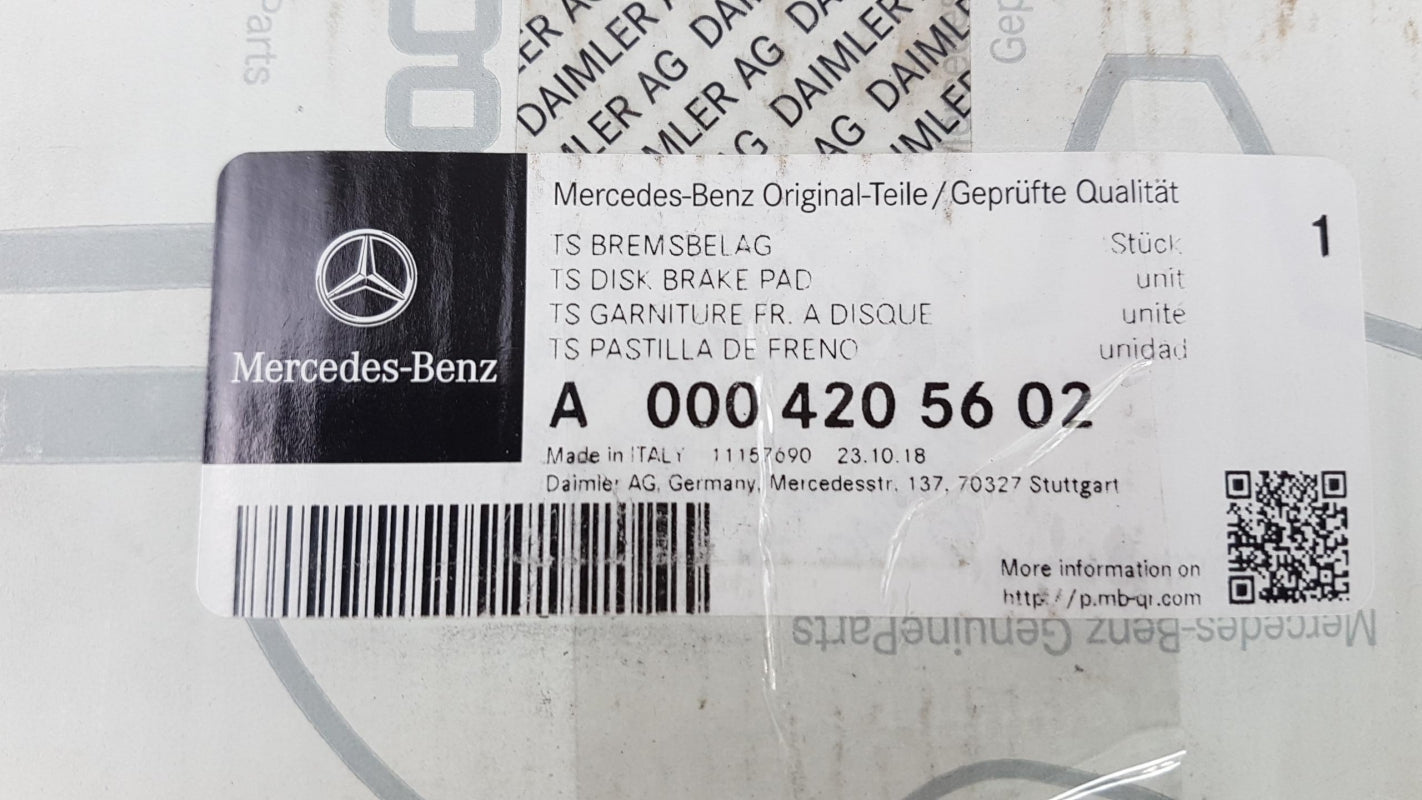 Parts
Gep
DAIMLER AG DAIMLER
DAIMLER AG DAIMLER
Mercedes-Benz
Mercedes-Benz Original-Teile/Geprüfte Qualität
TS BREMSBELAG Stück 1
TS DISK BRAKE PAD unit
TS GARNITURE FR. A DISQUE unité
TS PASTILLA DE FRENO unidad
A 000 420 56 02
Made in ITALY 11157690 23.10.18
Daimler AG, Germany, Mercedesstr. 137, 70327 Stuttgart
More information on
http://p.mb-qr.com
Mercedes-Benz GenuineParts